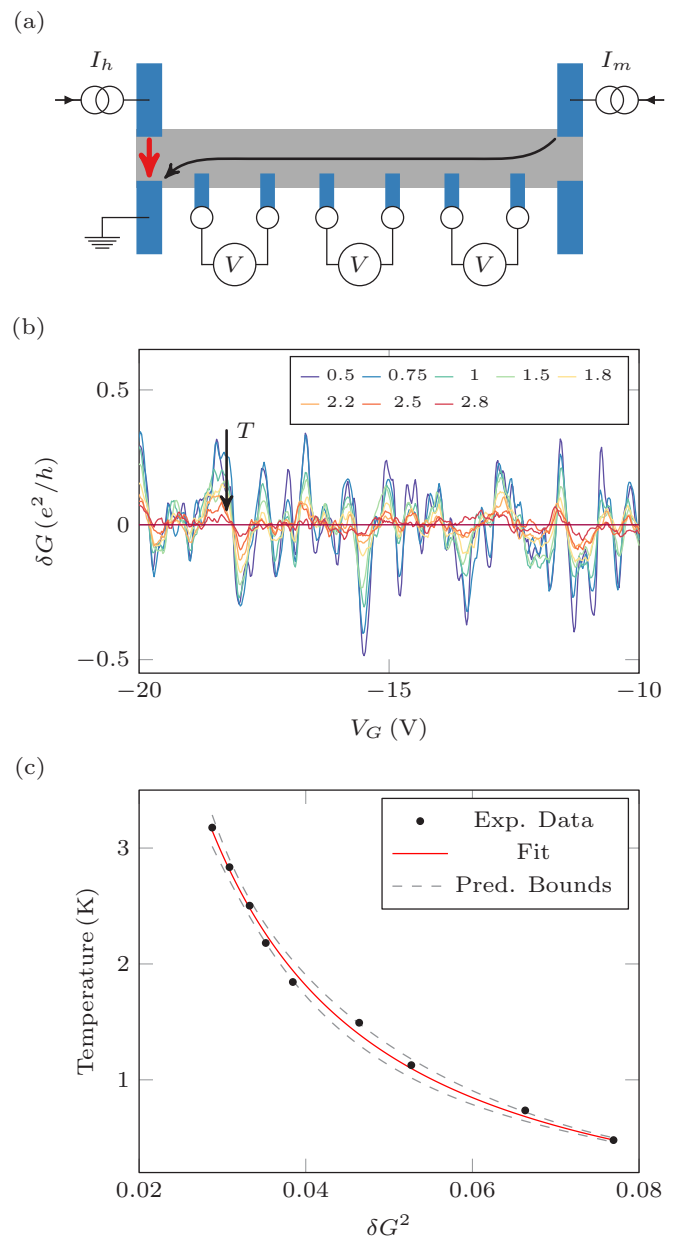 (a)
I_h
I_m
V V V
(b)
0.5 0.75 1 1.5 1.8
2.2 2.5 2.8
T
0.5
0
−0.5
δG (e²/h)
−20 −15 −10
V_G (V)
(c)
Exp. Data
Fit
Pred. Bounds
3
2
1
Temperature (K)
0.02 0.04 0.06 0.08
δG²